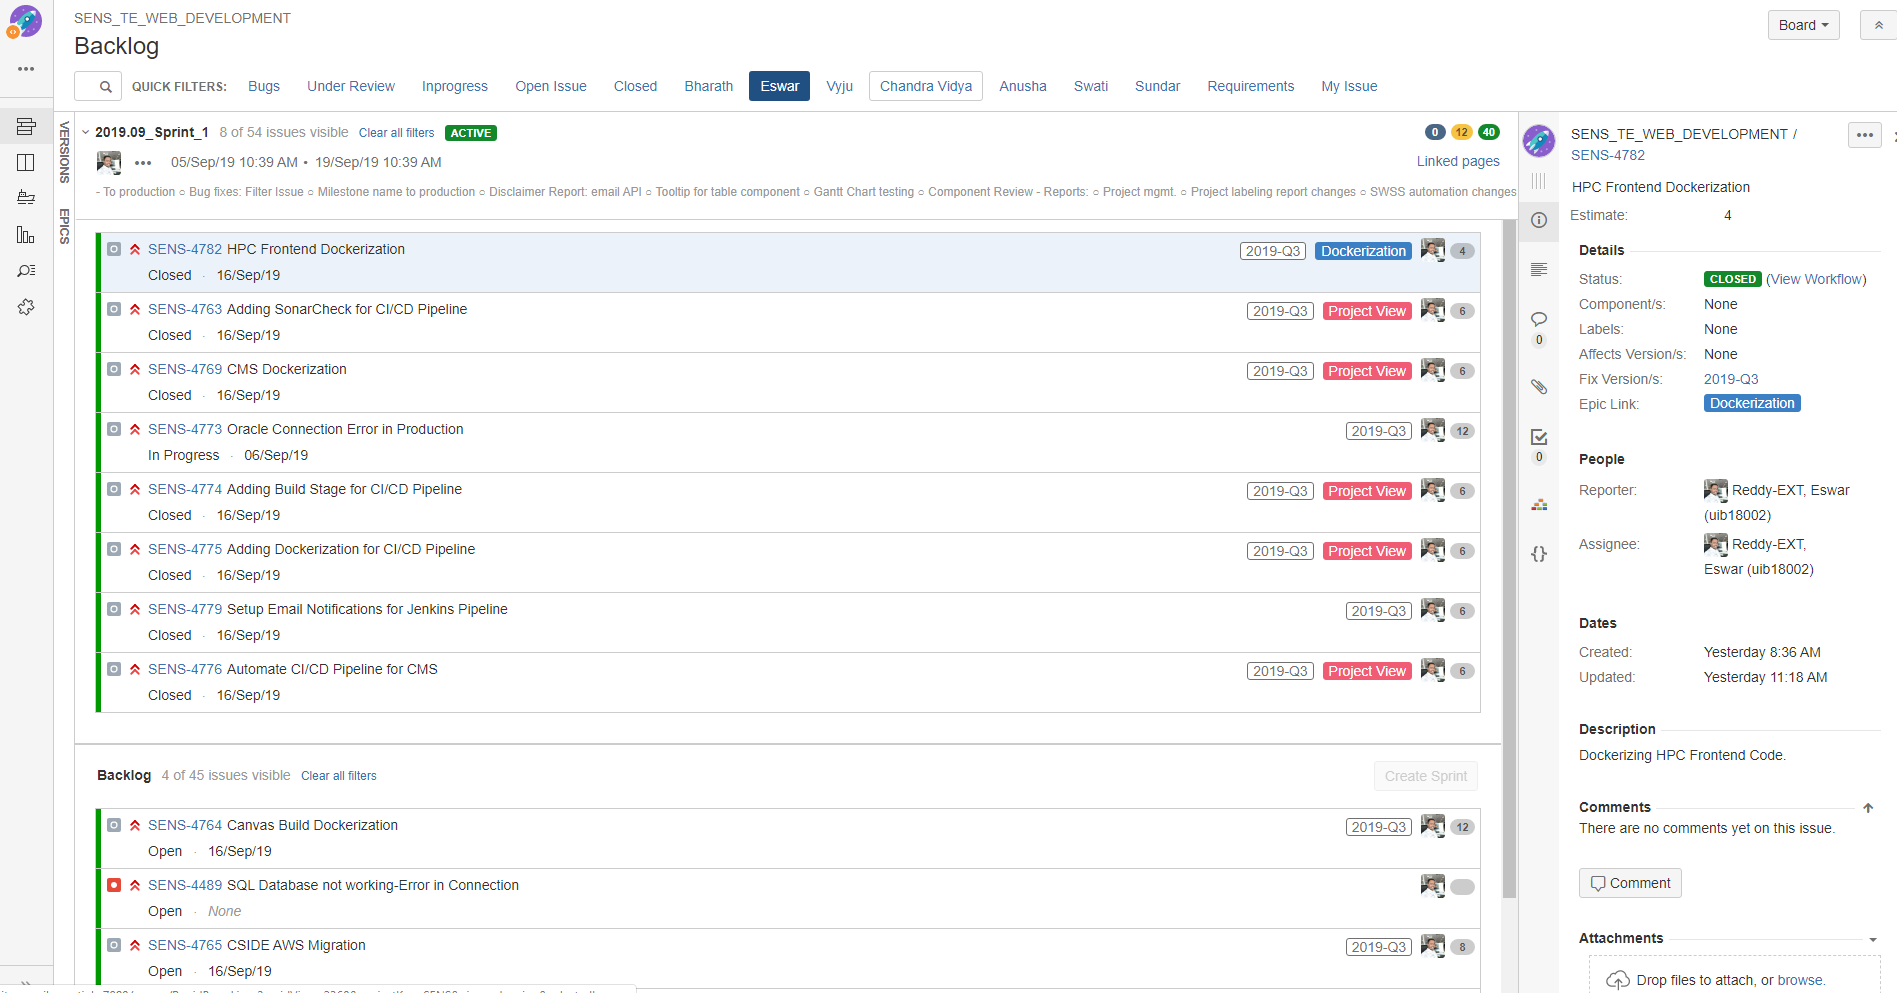 SENS_TE_WEB_DEVELOPMENT
Backlog
Board
QUICK FILTERS: Bugs Under Review Inprogress Open Issue Closed Bharath Eswar Vyju Chandra Vidya Anusha Swati Sundar Requirements My Issue
VERSIONS
EPICS
2019.09_Sprint_1 8 of 54 issues visible Clear all filters ACTIVE
0 12 40
05/Sep/19 10:39 AM • 19/Sep/19 10:39 AM
Linked pages
- To production ○ Bug fixes: Filter Issue ○ Milestone name to production ○ Disclaimer Report: email API ○ Tooltip for table component ○ Gantt Chart testing ○ Component Review - Reports: ○ Project mgmt. ○ Project labeling report changes ○ SWSS automation changes
SENS-4782 HPC Frontend Dockerization 2019-Q3 Dockerization 4
Closed · 16/Sep/19
SENS-4763 Adding SonarCheck for CI/CD Pipeline 2019-Q3 Project View 6
Closed · 16/Sep/19
SENS-4769 CMS Dockerization 2019-Q3 Project View 6
Closed · 16/Sep/19
SENS-4773 Oracle Connection Error in Production 2019-Q3 12
In Progress · 06/Sep/19
SENS-4774 Adding Build Stage for CI/CD Pipeline 2019-Q3 Project View 6
Closed · 16/Sep/19
SENS-4775 Adding Dockerization for CI/CD Pipeline 2019-Q3 Project View 6
Closed · 16/Sep/19
SENS-4779 Setup Email Notifications for Jenkins Pipeline 2019-Q3 6
Closed · 16/Sep/19
SENS-4776 Automate CI/CD Pipeline for CMS 2019-Q3 Project View 6
Closed · 16/Sep/19
Backlog 4 of 45 issues visible Clear all filters
Create Sprint
SENS-4764 Canvas Build Dockerization 2019-Q3 12
Open · 16/Sep/19
SENS-4489 SQL Database not working-Error in Connection
Open · None
SENS-4765 CSIDE AWS Migration 2019-Q3 8
Open · 16/Sep/19
0
0
SENS_TE_WEB_DEVELOPMENT /
SENS-4782
HPC Frontend Dockerization
Estimate: 4
Details
Status: CLOSED (View Workflow)
Component/s: None
Labels: None
Affects Version/s: None
Fix Version/s: 2019-Q3
Epic Link: Dockerization
People
Reporter: Reddy-EXT, Eswar
(uib18002)
Assignee: Reddy-EXT,
Eswar (uib18002)
Dates
Created: Yesterday 8:36 AM
Updated: Yesterday 11:18 AM
Description
Dockerizing HPC Frontend Code.
Comments
There are no comments yet on this issue.
Comment
Attachments
Drop files to attach, or browse.